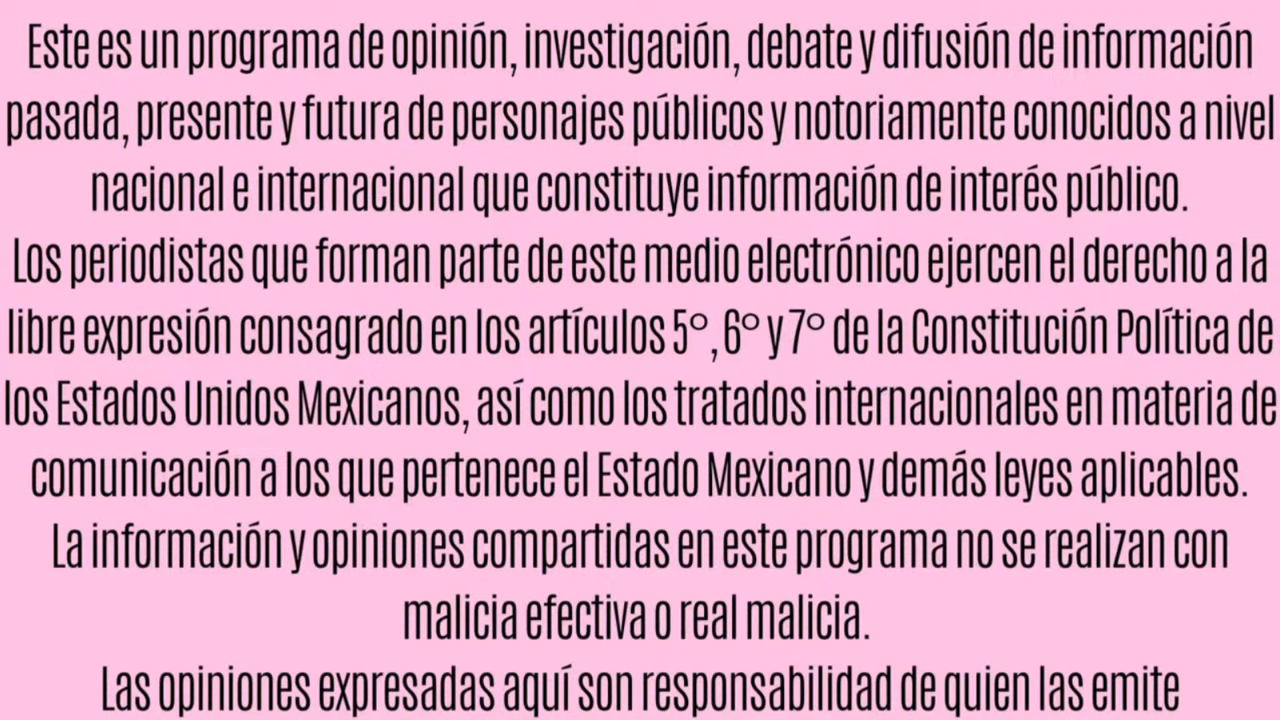 Este es un programa de opinión, investigación, debate y difusión de información
pasada, presente y futura de personajes públicos y notoriamente conocidos a nivel
nacional e internacional que constituye información de interés público.
Los periodistas que forman parte de este medio electrónico ejercen el derecho a la
libre expresión consagrado en los artículos 5º, 6º y 7º de la Constitución Política de
los Estados Unidos Mexicanos, así como los tratados internacionales en materia de
comunicación a los que pertenece el Estado Mexicano y demás leyes aplicables.
La información y opiniones compartidas en este programa no se realizan con
malicia efectiva o real malicia.
Las opiniones expresadas aquí son responsabilidad de quien las emite